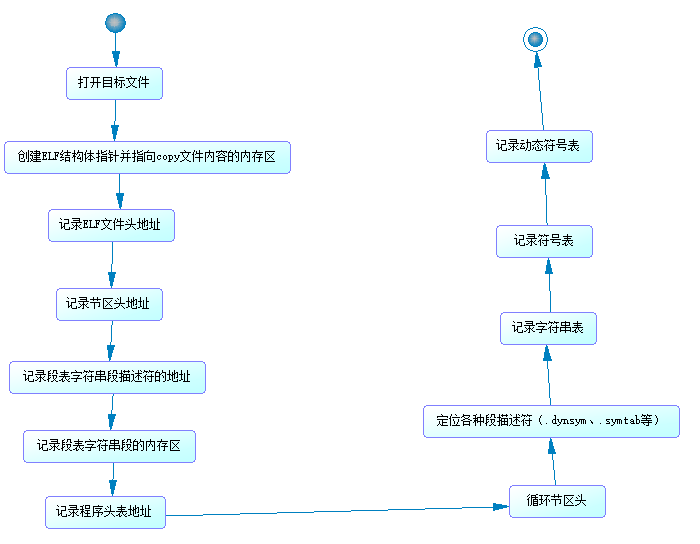 打开目标文件
创建ELF结构体指针并指向copy文件内容的内存区
记录ELF文件头地址
记录节区头地址
记录段表字符串段描述符的地址
记录段表字符串段的内存区
记录程序头表地址
循环节区头
定位各种段描述符（.dynsym、.symtab等）
记录字符串表
记录符号表
记录动态符号表